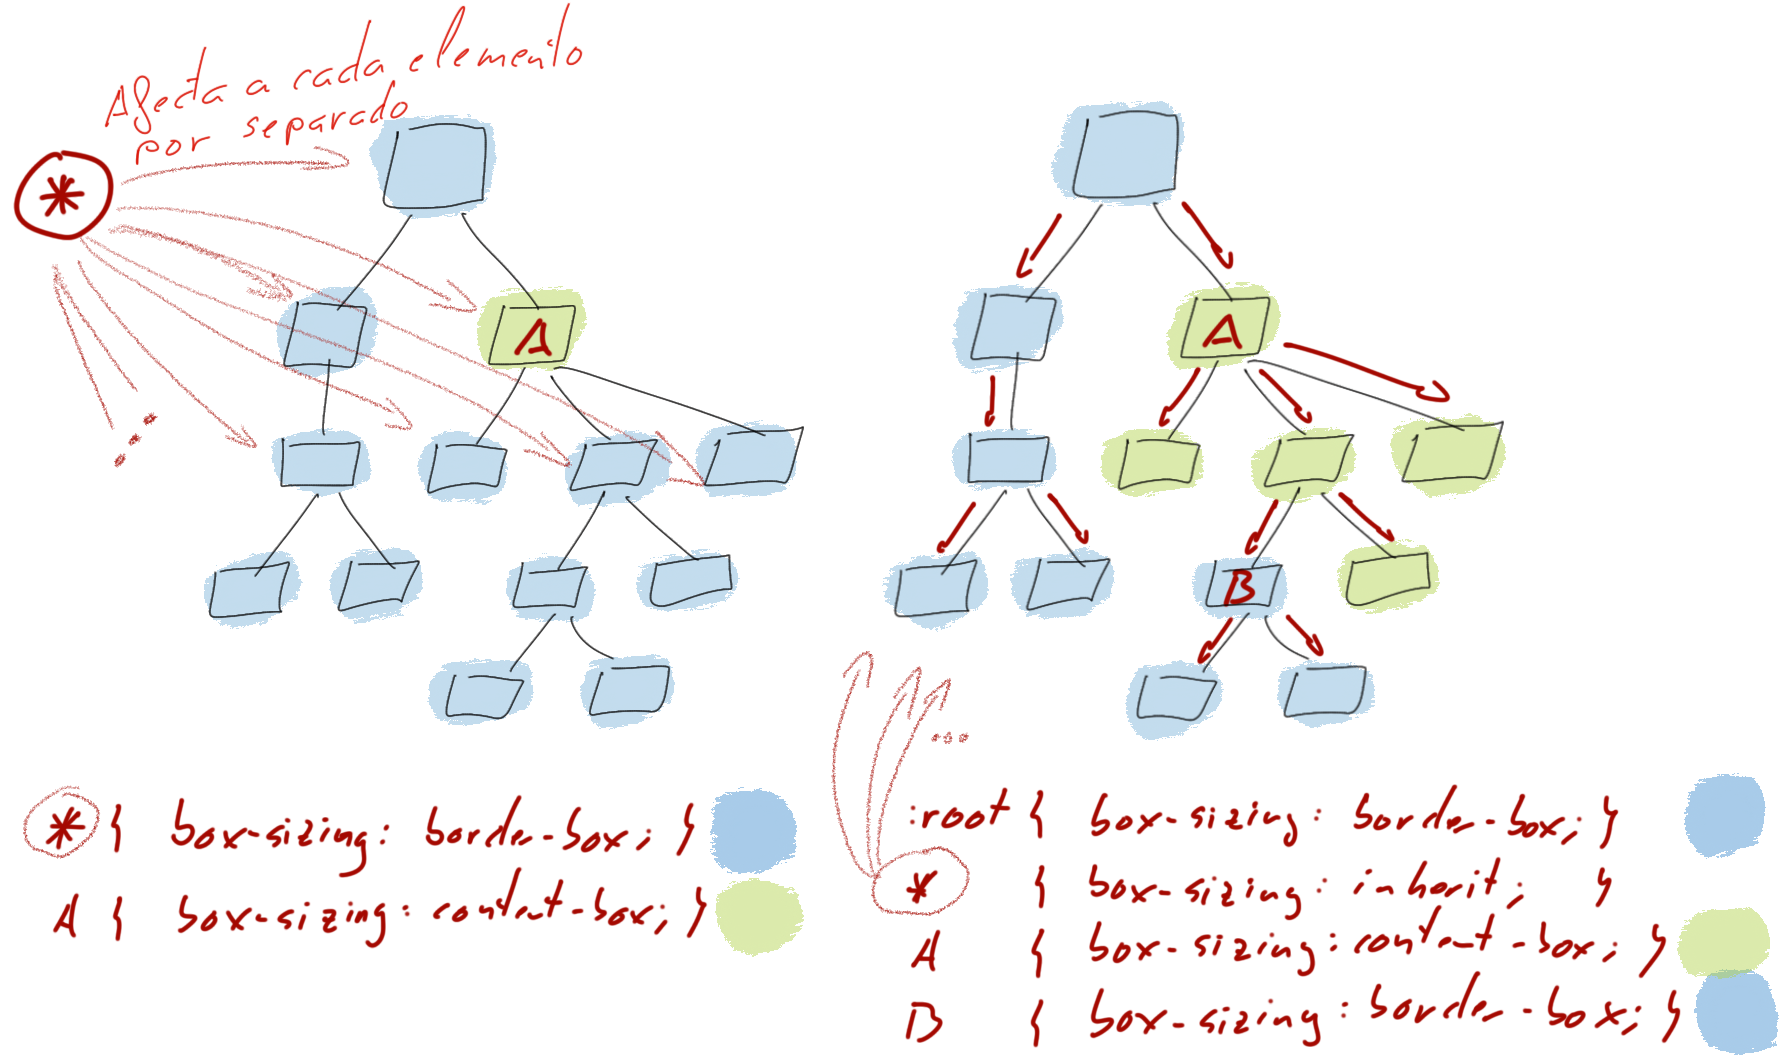 Afecta a cada elemento
por separado
*
A
A
B
* { box-sizing: border-box; }
A { box-sizing: content-box; }
...
:root { box-sizing: border-box; }
* { box-sizing: inherit; }
A { box-sizing: content-box; }
B { box-sizing: border-box; }